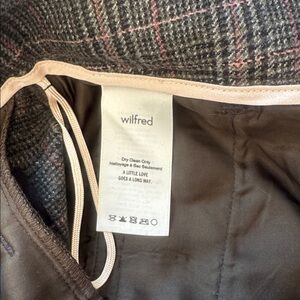 wilfred
Dry Clean Only
Nettoyage à Sec Seulement
A LITTLE LOVE
GOES A LONG WAY.